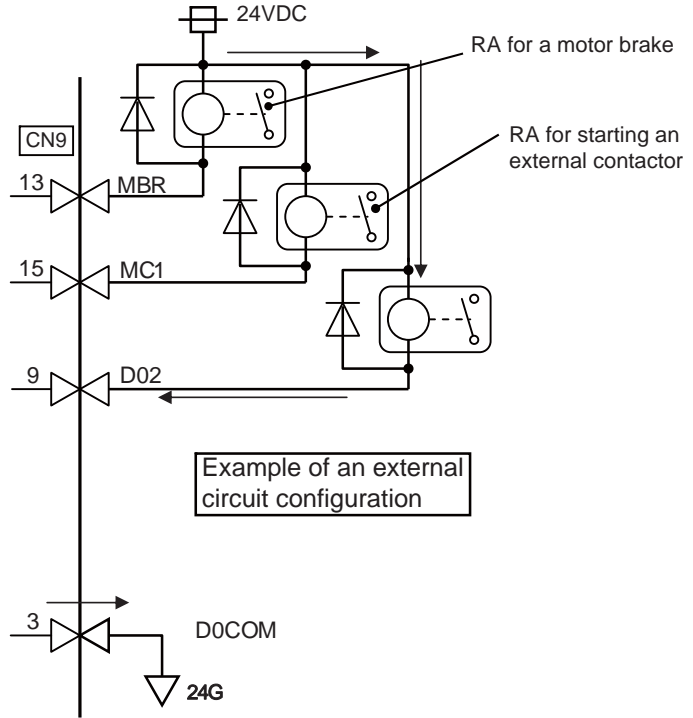 24VDC
RA for a motor brake
CN9
RA for starting an
external contactor
13 MBR
15 MC1
9 D02
Example of an external
circuit configuration
3 D0COM
24G